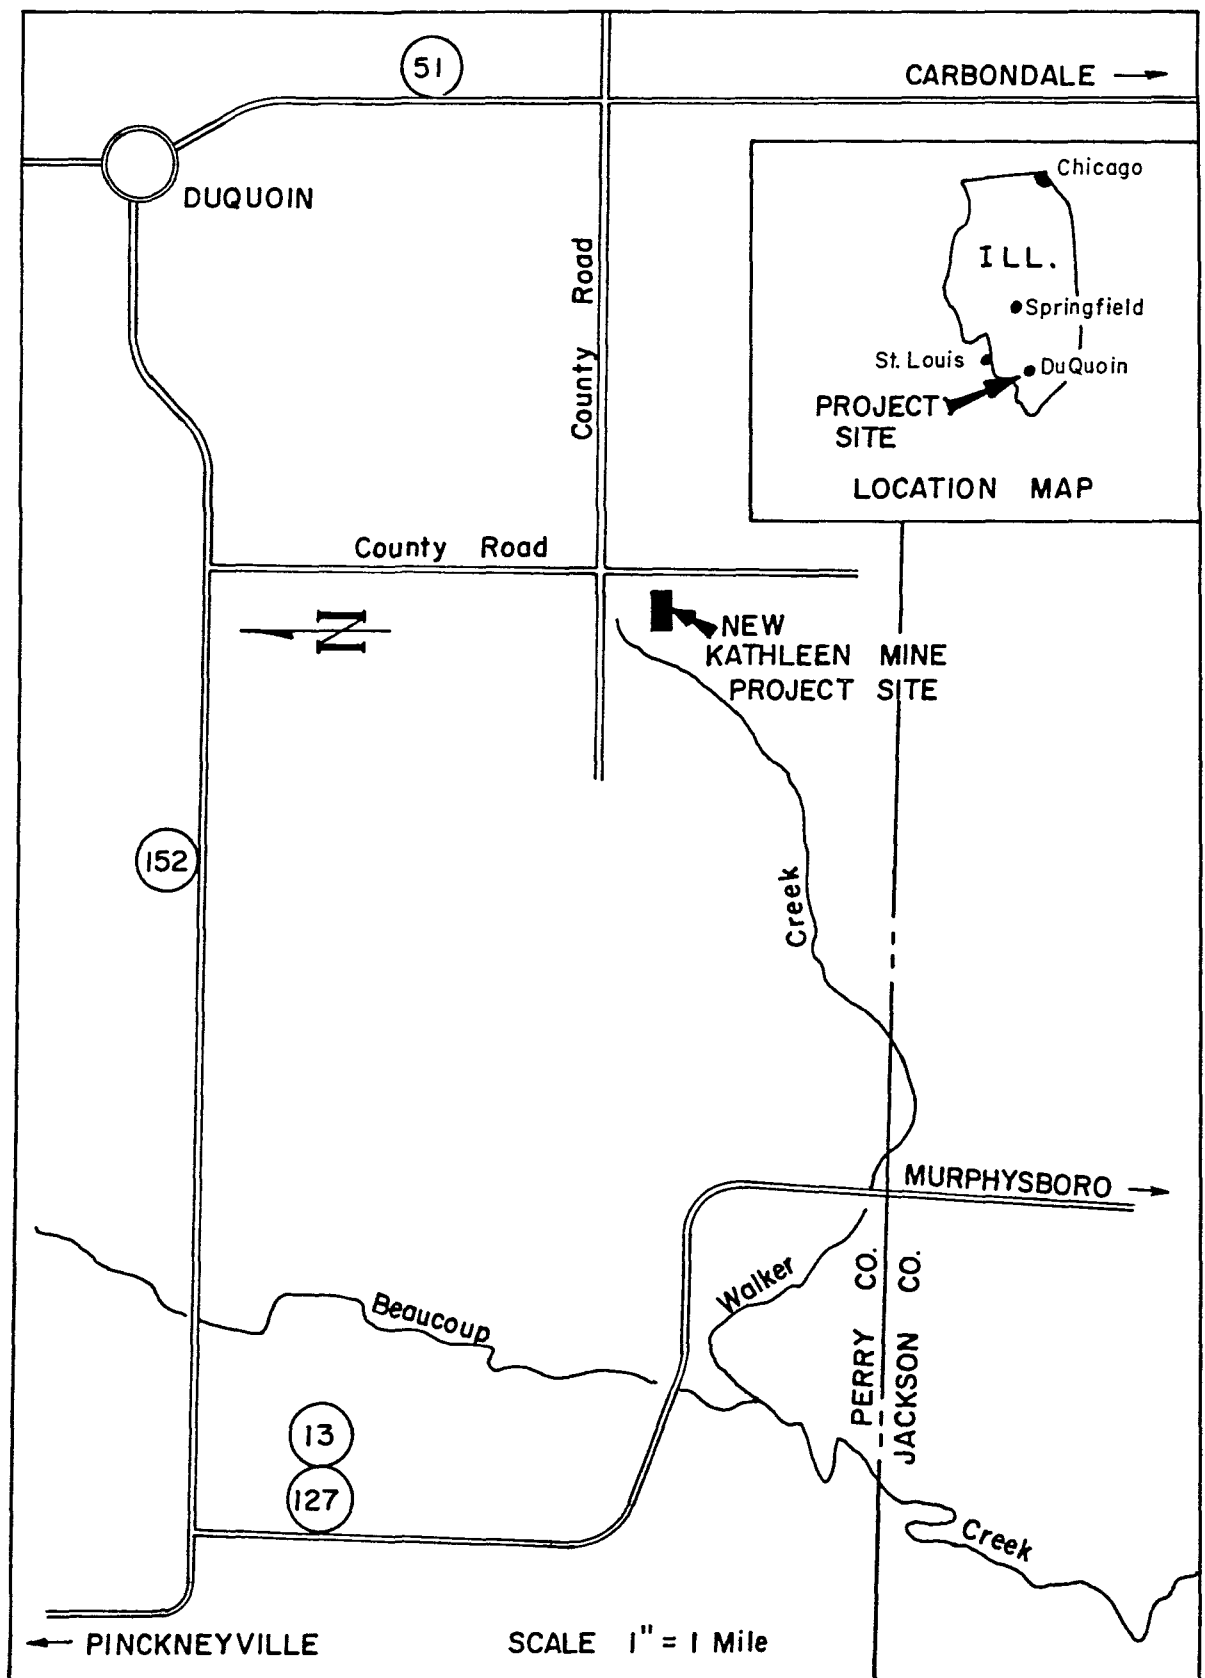 51
CARBONDALE
DUQUOIN
Chicago
ILL.
Springfield
St. Louis
DuQuoin
PROJECT
SITE
LOCATION MAP
County Road
County Road
N
NEW
KATHLEEN MINE
PROJECT SITE
152
Creek
MURPHYSBORO
Walker
Beaucoup
PERRY CO.
JACKSON CO.
13
127
Creek
PINCKNEYVILLE
SCALE 1" = 1 Mile